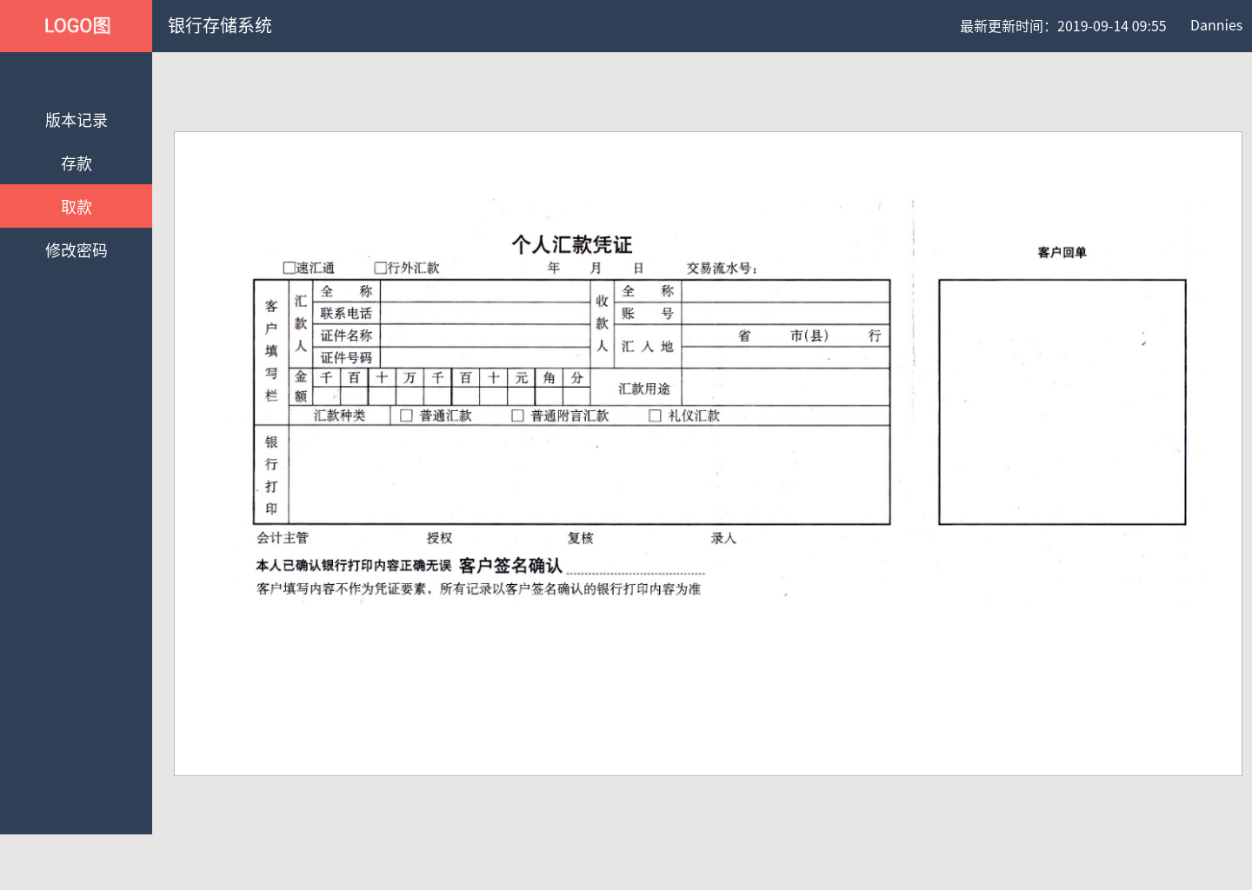 LOGO图 银行存储系统 最新更新时间：2019-09-14 09:55 Dannies
版本记录
存款
取款
修改密码
个人汇款凭证
客户回单
□速汇通 □行外汇款 年 月 日 交易流水号：
客户填写栏
汇款人
全 称
联系电话
证件名称
证件号码
收款人
全 称
账 号
汇人地
省 市(县) 行
金额
千 百 十 万 千 百 十 元 角 分
汇款用途
汇款种类 □ 普通汇款 □ 普通附言汇款 □ 礼仪汇款
银行打印
会计主管 授权 复核 录人
本人已确认银行打印内容正确无误 客户签名确认
客户填写内容不作为凭证要素，所有记录以客户签名确认的银行打印内容为准